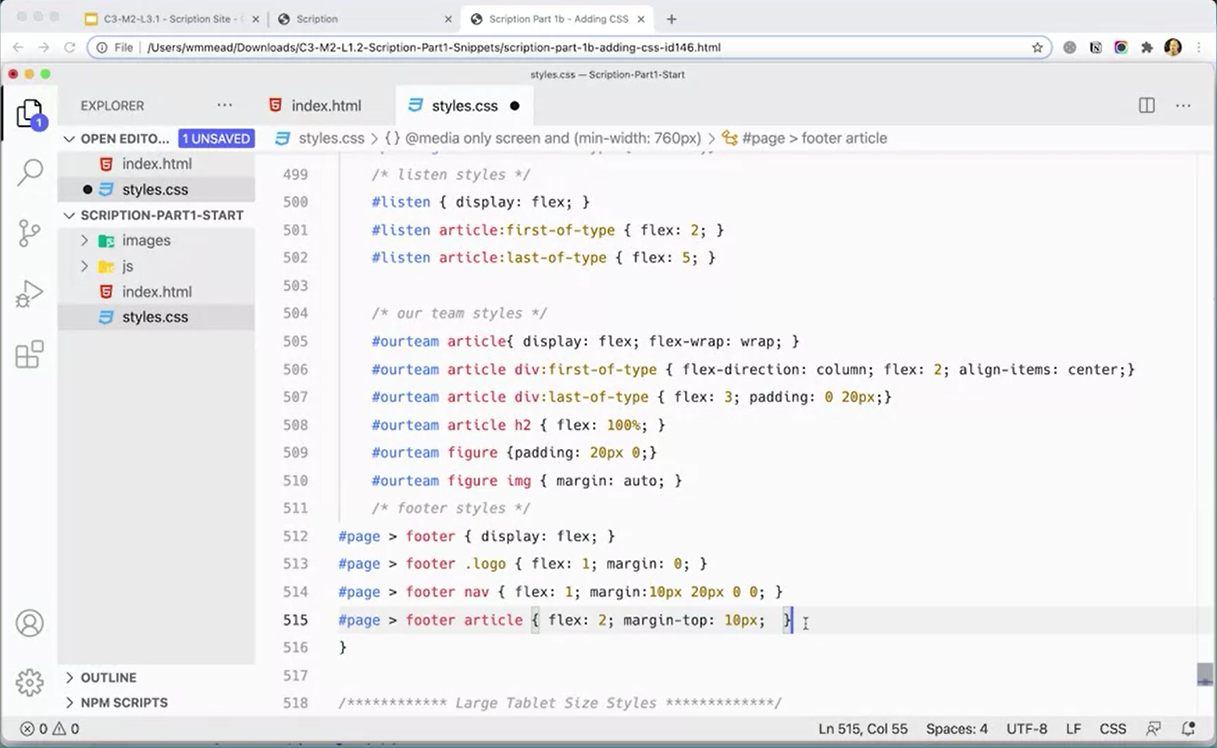 C3-M2-L3.1 - Scription Site -
Scription
Scription Part 1b - Adding CSS
File
/Users/wmmead/Downloads/C3-M2-L1.2-Scription-Part1-Snippets/scription-part-1b-adding-css-id146.html
styles.css — Scription-Part1-Start
EXPLORER
index.html
styles.css
1
OPEN EDITO... 1 UNSAVED
styles.css > { } @media only screen and (min-width: 760px) > #page > footer article
index.html
styles.css
SCRIPTION-PART1-START
images
js
index.html
styles.css
499 /* listen styles */
500 #listen { display: flex; }
501 #listen article:first-of-type { flex: 2; }
502 #listen article:last-of-type { flex: 5; }
503
504 /* our team styles */
505 #ourteam article{ display: flex; flex-wrap: wrap; }
506 #ourteam article div:first-of-type { flex-direction: column; flex: 2; align-items: center;}
507 #ourteam article div:last-of-type { flex: 3; padding: 0 20px;}
508 #ourteam article h2 { flex: 100%; }
509 #ourteam figure {padding: 20px 0;}
510 #ourteam figure img { margin: auto; }
511 /* footer styles */
512 #page > footer { display: flex; }
513 #page > footer .logo { flex: 1; margin: 0; }
514 #page > footer nav { flex: 1; margin:10px 20px 0 0; }
515 #page > footer article { flex: 2; margin-top: 10px;  }
516 }
517
518 /************ Large Tablet Size Styles *************/
OUTLINE
NPM SCRIPTS
0 0
Ln 515, Col 55
Spaces: 4
UTF-8
LF
CSS